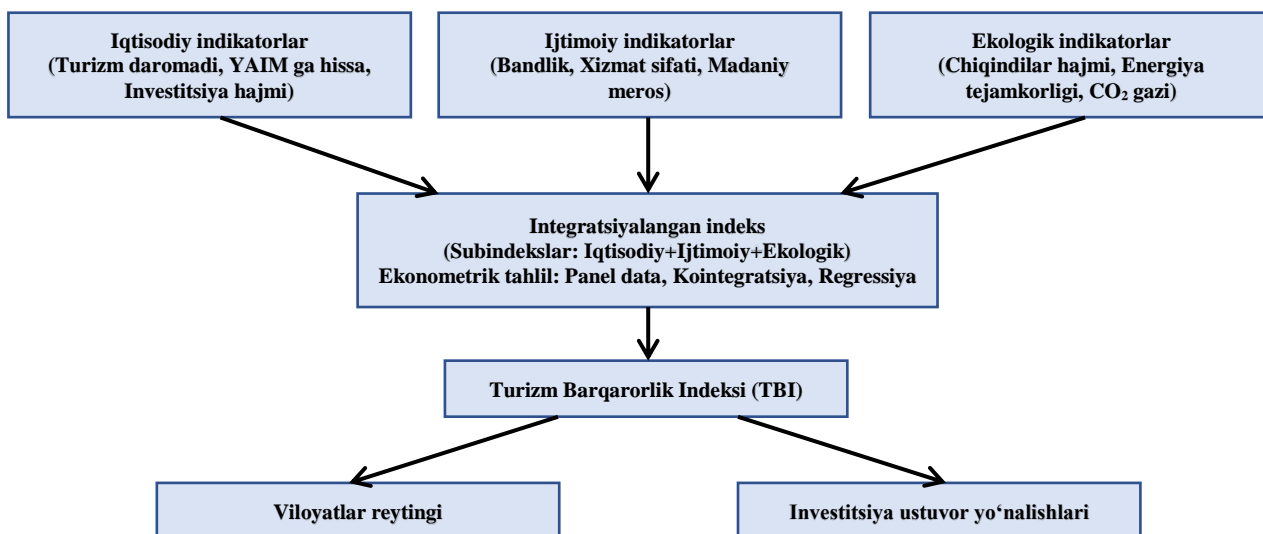 Iqtisodiy indikatorlar
(Turizm daromadi, YAIM ga hissa,
Investitsiya hajmi)
Ijtimoiy indikatorlar
(Bandlik, Xizmat sifati, Madaniy
meros)
Ekologik indikatorlar
(Chiqindilar hajmi, Energiya
tejamkorligi, CO₂ gazi)
Integratsiyalangan indeks
(Subindekslar: Iqtisodiy+Ijtimoiy+Ekologik)
Ekonometrik tahlil: Panel data, Kointegratsiya, Regressiya
Turizm Barqarorlik Indeksi (TBI)
Viloyatlar reytingi
Investitsiya ustuvor yo‘nalishlari